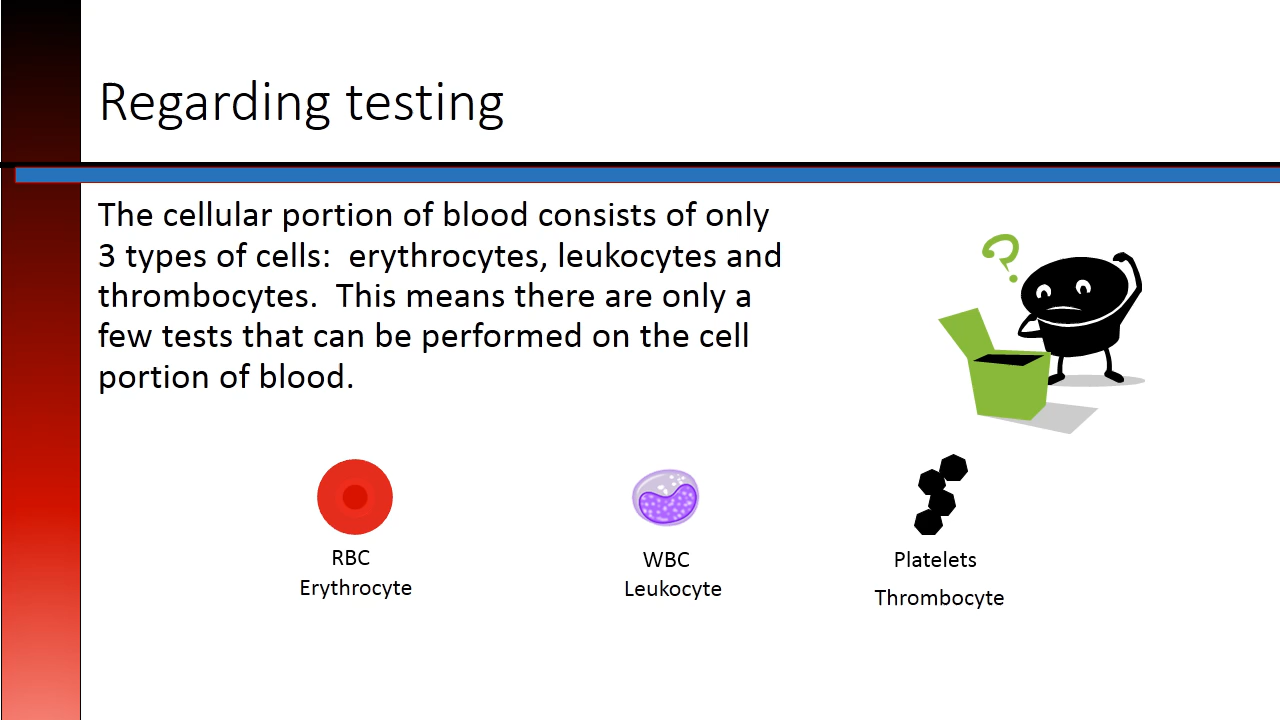 Regarding testing
The cellular portion of blood consists of only
3 types of cells:  erythrocytes, leukocytes and
thrombocytes.  This means there are only a
few tests that can be performed on the cell
portion of blood.
?
RBC
Erythrocyte
WBC
Leukocyte
Platelets
Thrombocyte